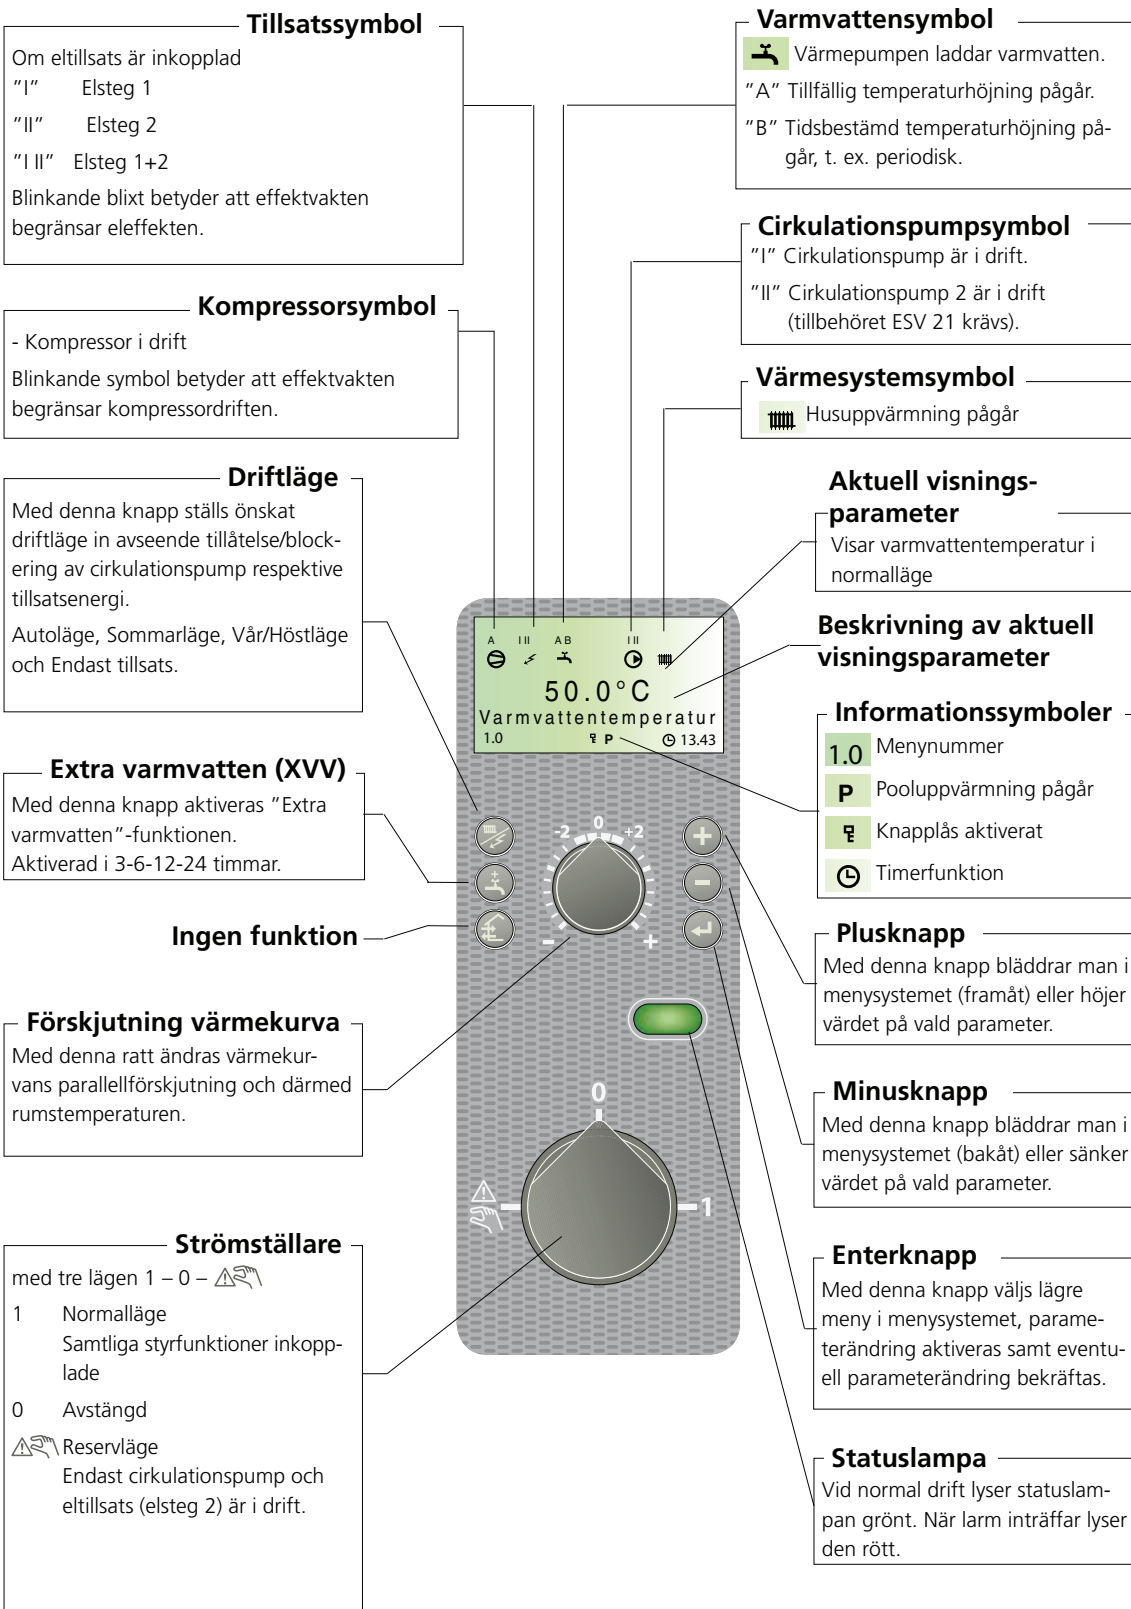 Tillsatssymbol
Om eltillsats är inkopplad
”I” Elsteg 1
”II” Elsteg 2
”I II” Elsteg 1+2
Blinkande blixt betyder att effektvakten
begränsar eleffekten.
Kompressorsymbol
- Kompressor i drift
Blinkande symbol betyder att effektvakten
begränsar kompressordriften.
Driftläge
Med denna knapp ställs önskat
driftläge in avseende tillåtelse/block-
ering av cirkulationspump respektive
tillsatsenergi.
Autoläge, Sommarläge, Vår/Höstläge
och Endast tillsats.
Extra varmvatten (XVV)
Med denna knapp aktiveras ”Extra
varmvatten”-funktionen.
Aktiverad i 3-6-12-24 timmar.
Ingen funktion
Förskjutning värmekurva
Med denna ratt ändras värmekur-
vans parallellförskjutning och därmed
rumstemperaturen.
Strömställare
med tre lägen 1 – 0 –
1 Normalläge
Samtliga styrfunktioner inkopp-
lade
0 Avstängd
Reservläge
Endast cirkulationspump och
eltillsats (elsteg 2) är i drift.
A I II A B I II
50.0°C
Varmvattentemperatur
1.0 P 13.43
-2 0 +2
+
−
- +
0
1
Varmvattensymbol
Värmepumpen laddar varmvatten.
”A” Tillfällig temperaturhöjning pågår.
”B” Tidsbestämd temperaturhöjning på-
går, t. ex. periodisk.
Cirkulationspumpsymbol
”I” Cirkulationspump är i drift.
”II” Cirkulationspump 2 är i drift
(tillbehöret ESV 21 krävs).
Värmesystemsymbol
Husuppvärmning pågår
Aktuell visnings-
parameter
Visar varmvattentemperatur i
normalläge
Beskrivning av aktuell
visningsparameter
Informationssymboler
1.0 Menynummer
P Pooluppvärmning pågår
Knapplås aktiverat
Timerfunktion
Plusknapp
Med denna knapp bläddrar man i
menysystemet (framåt) eller höjer
värdet på vald parameter.
Minusknapp
Med denna knapp bläddrar man i
menysystemet (bakåt) eller sänker
värdet på vald parameter.
Enterknapp
Med denna knapp väljs lägre
meny i menysystemet, parame-
terändring aktiveras samt eventu-
ell parameterändring bekräftas.
Statuslampa
Vid normal drift lyser statuslam-
pan grönt. När larm inträffar lyser
den rött.